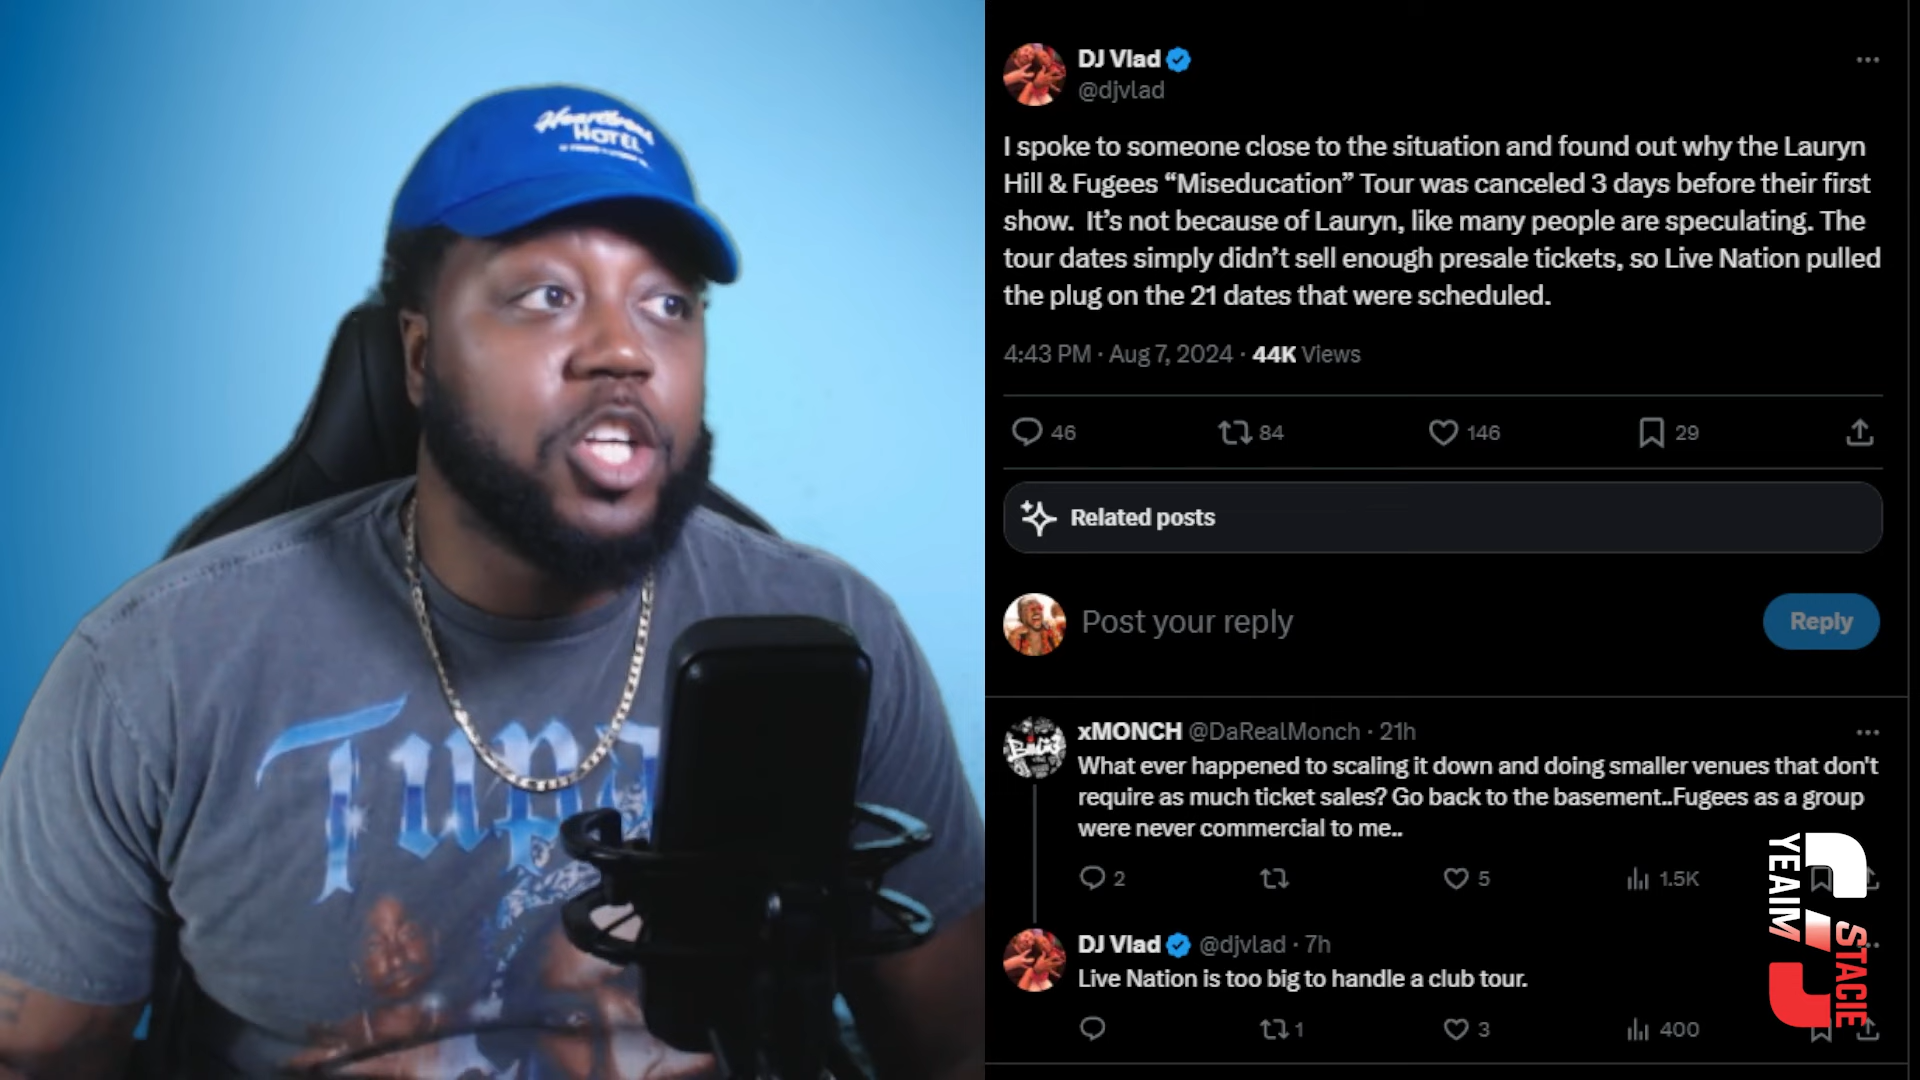 Heartbreak
HOTEL
Tupa
DJ Vlad
@djvlad
I spoke to someone close to the situation and found out why the Lauryn
Hill & Fugees “Miseducation” Tour was canceled 3 days before their first
show.  It’s not because of Lauryn, like many people are speculating. The
tour dates simply didn’t sell enough presale tickets, so Live Nation pulled
the plug on the 21 dates that were scheduled.
4:43 PM · Aug 7, 2024 · 44K Views
46 84 146 29
Related posts
Post your reply
Reply
xMONCH @DaRealMonch · 21h
What ever happened to scaling it down and doing smaller venues that don't
require as much ticket sales? Go back to the basement..Fugees as a group
were never commercial to me..
2 5 1.5K
DJ Vlad @djvlad · 7h
Live Nation is too big to handle a club tour.
1 3 400
YEAIM
STACIE